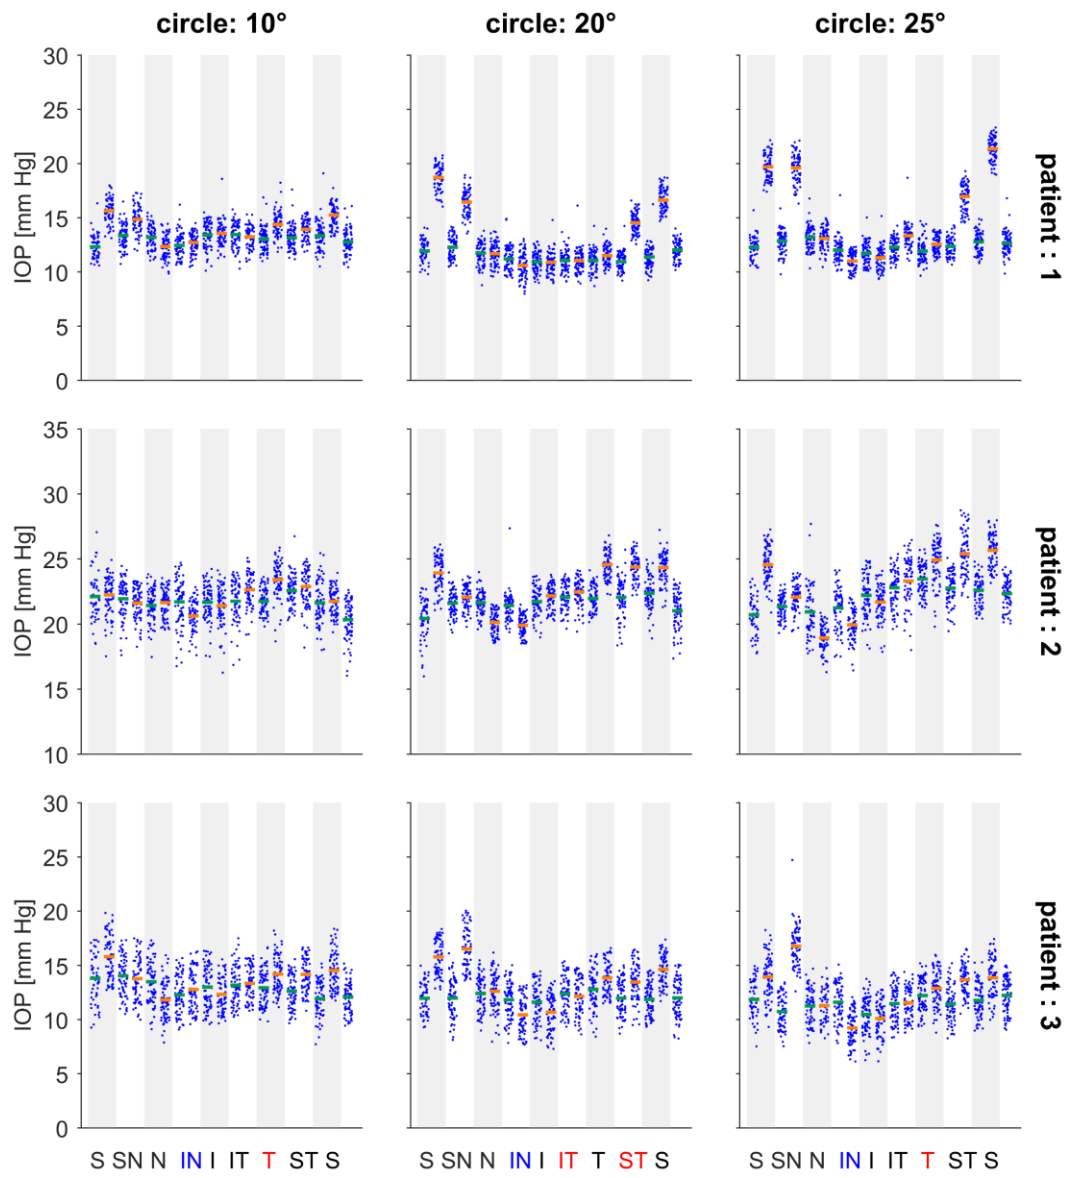 circle: 10° circle: 20° circle: 25°
30
25
20
15
10
5
0
IOP [mm Hg]
patient : 1
35
30
25
20
15
10
IOP [mm Hg]
patient : 2
30
25
20
15
10
5
0
IOP [mm Hg]
patient : 3
S SN N IN I IT T ST S S SN N IN I IT T ST S S SN N IN I IT T ST S